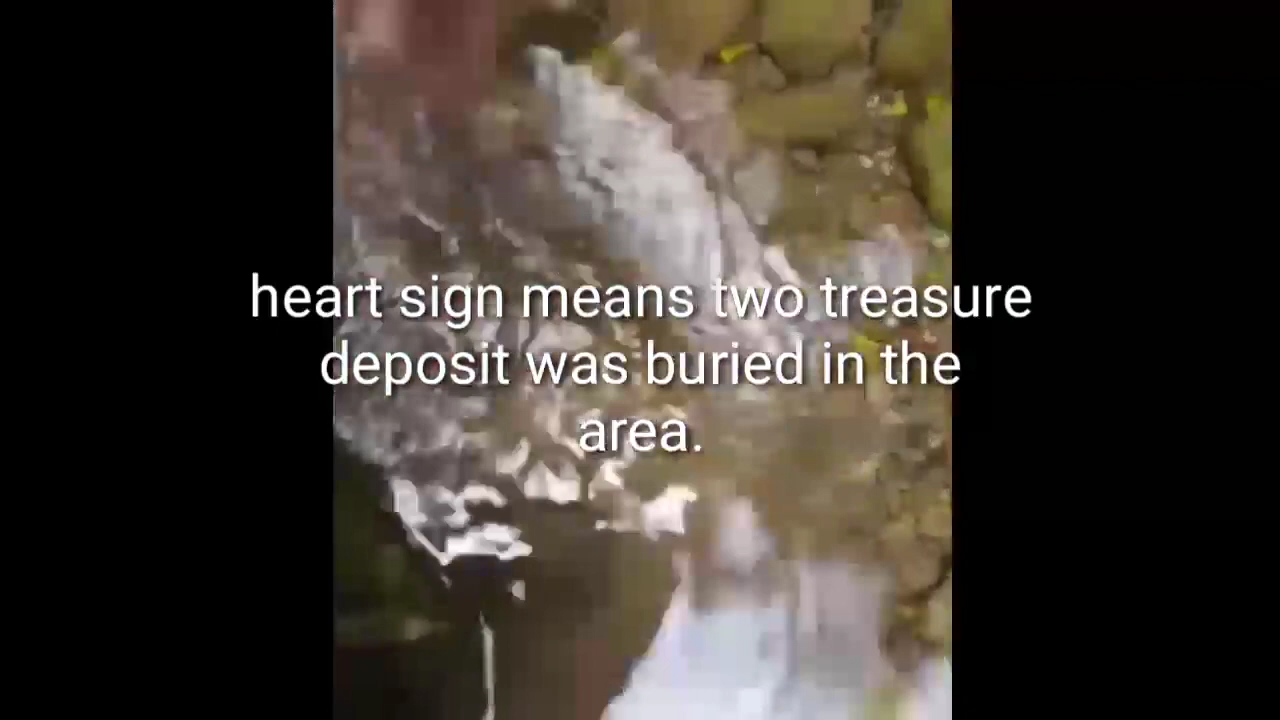 heart sign means two treasure
deposit was buried in the
area.